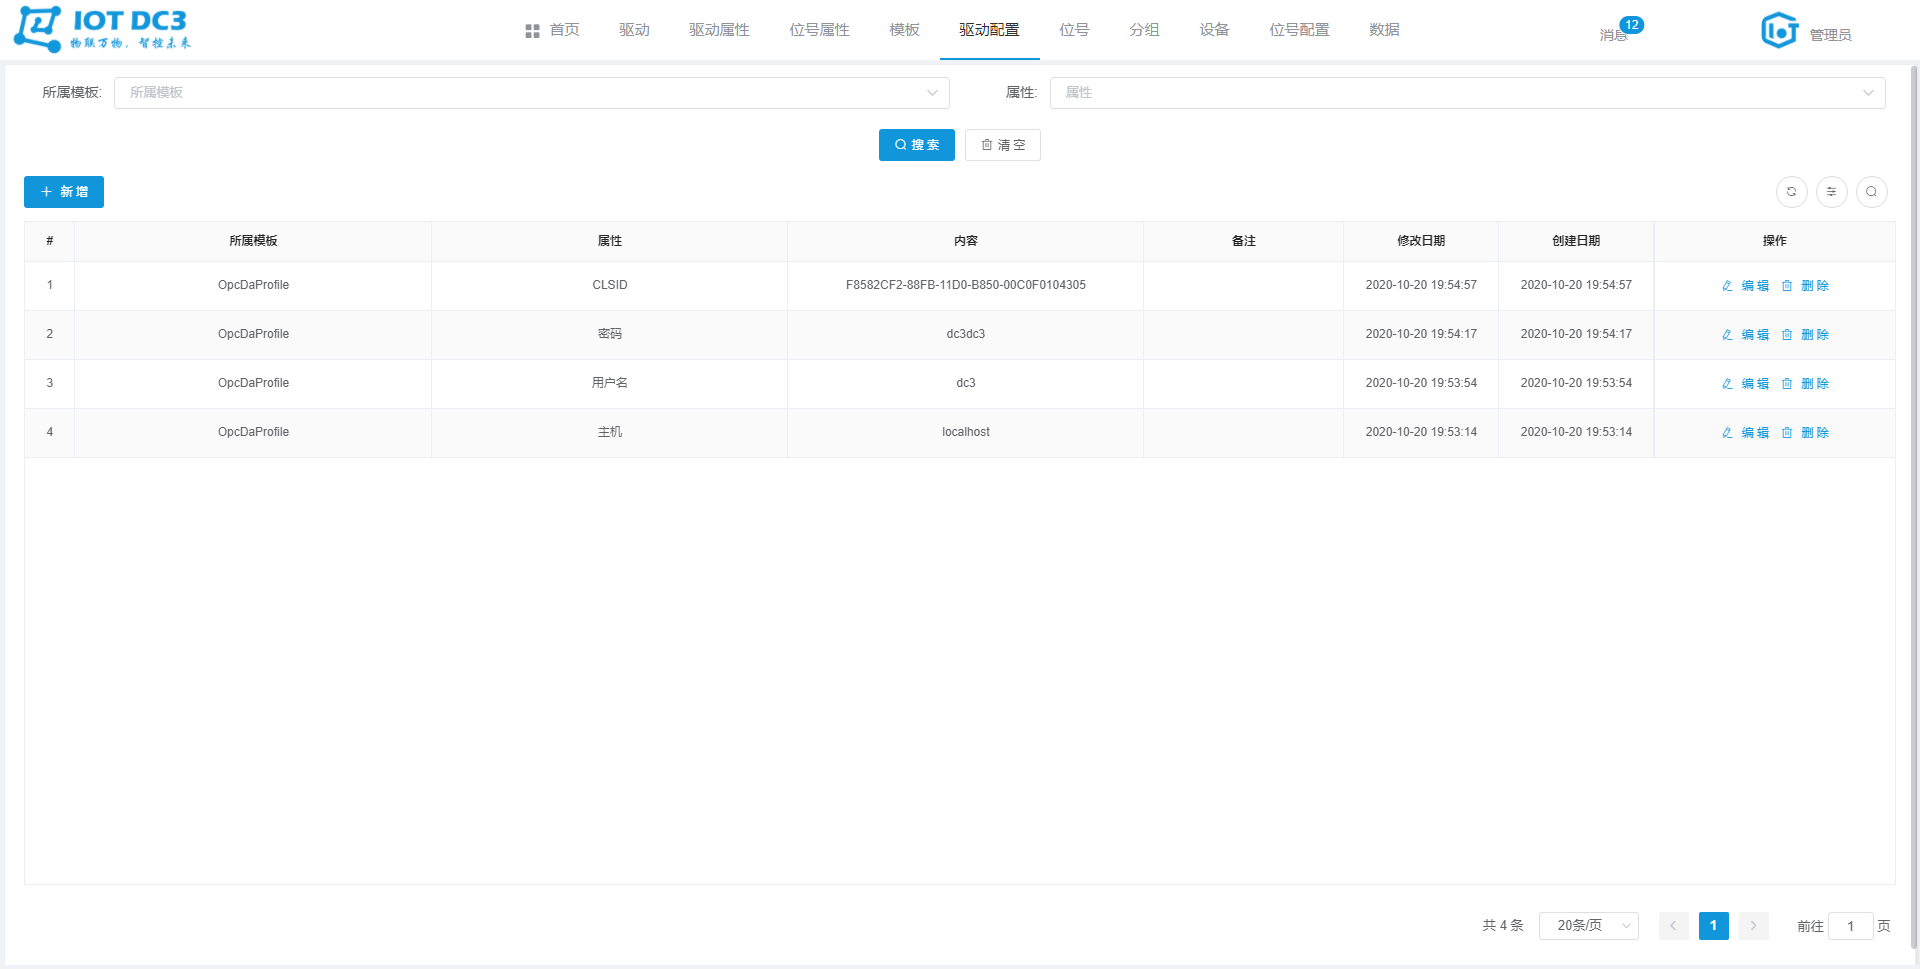 IOT DC3
物联万物，智控未来
首页 驱动 驱动属性 位号属性 模板 驱动配置 位号 分组 设备 位号配置 数据
消息 12
管理员
所属模板: 所属模板
属性: 属性
搜索 清空
新增
# 所属模板 属性 内容 备注 修改日期 创建日期 操作
1 OpcDaProfile CLSID F8582CF2-88FB-11D0-B850-00C0F0104305 2020-10-20 19:54:57 2020-10-20 19:54:57 编辑 删除
2 OpcDaProfile 密码 dc3dc3 2020-10-20 19:54:17 2020-10-20 19:54:17 编辑 删除
3 OpcDaProfile 用户名 dc3 2020-10-20 19:53:54 2020-10-20 19:53:54 编辑 删除
4 OpcDaProfile 主机 localhost 2020-10-20 19:53:14 2020-10-20 19:53:14 编辑 删除
共 4 条 20条/页 1 前往 1 页